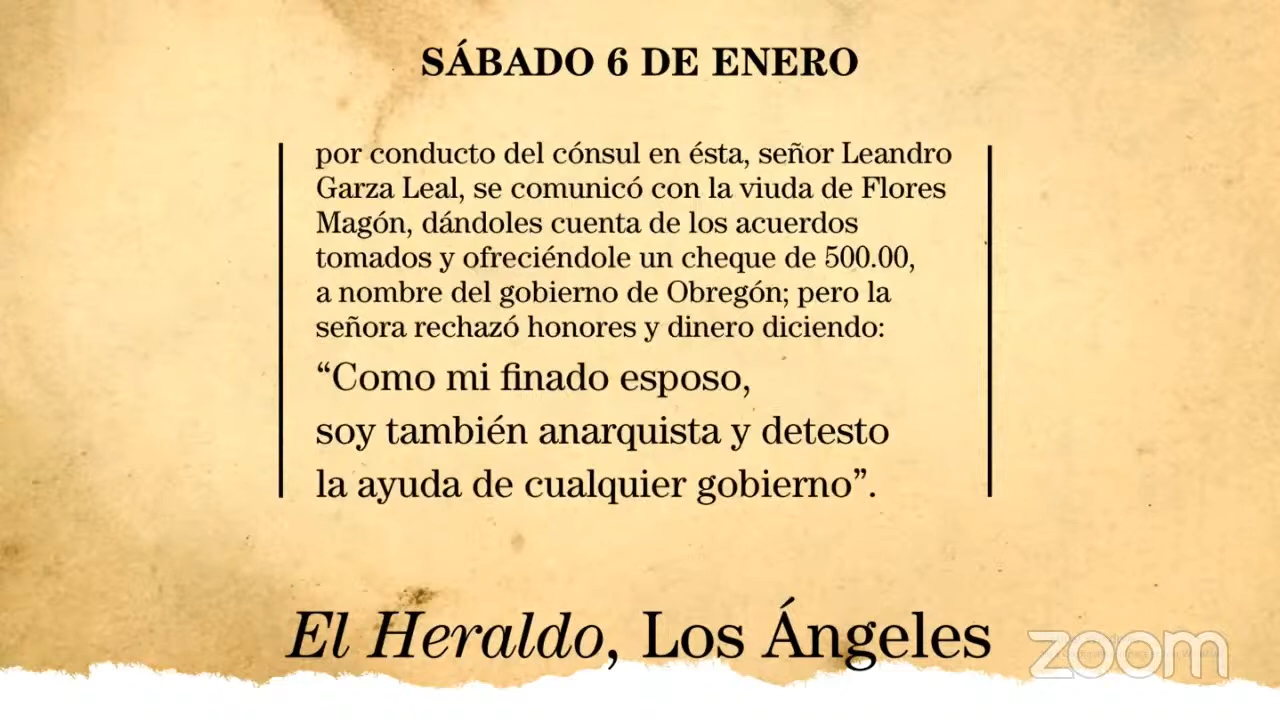 SÁBADO 6 DE ENERO
por conducto del cónsul en ésta, señor Leandro
Garza Leal, se comunicó con la viuda de Flores
Magón, dándoles cuenta de los acuerdos
tomados y ofreciéndole un cheque de 500.00,
a nombre del gobierno de Obregón; pero la
señora rechazó honores y dinero diciendo:
“Como mi finado esposo,
soy también anarquista y detesto
la ayuda de cualquier gobierno”.
El Heraldo, Los Ángeles
zoom